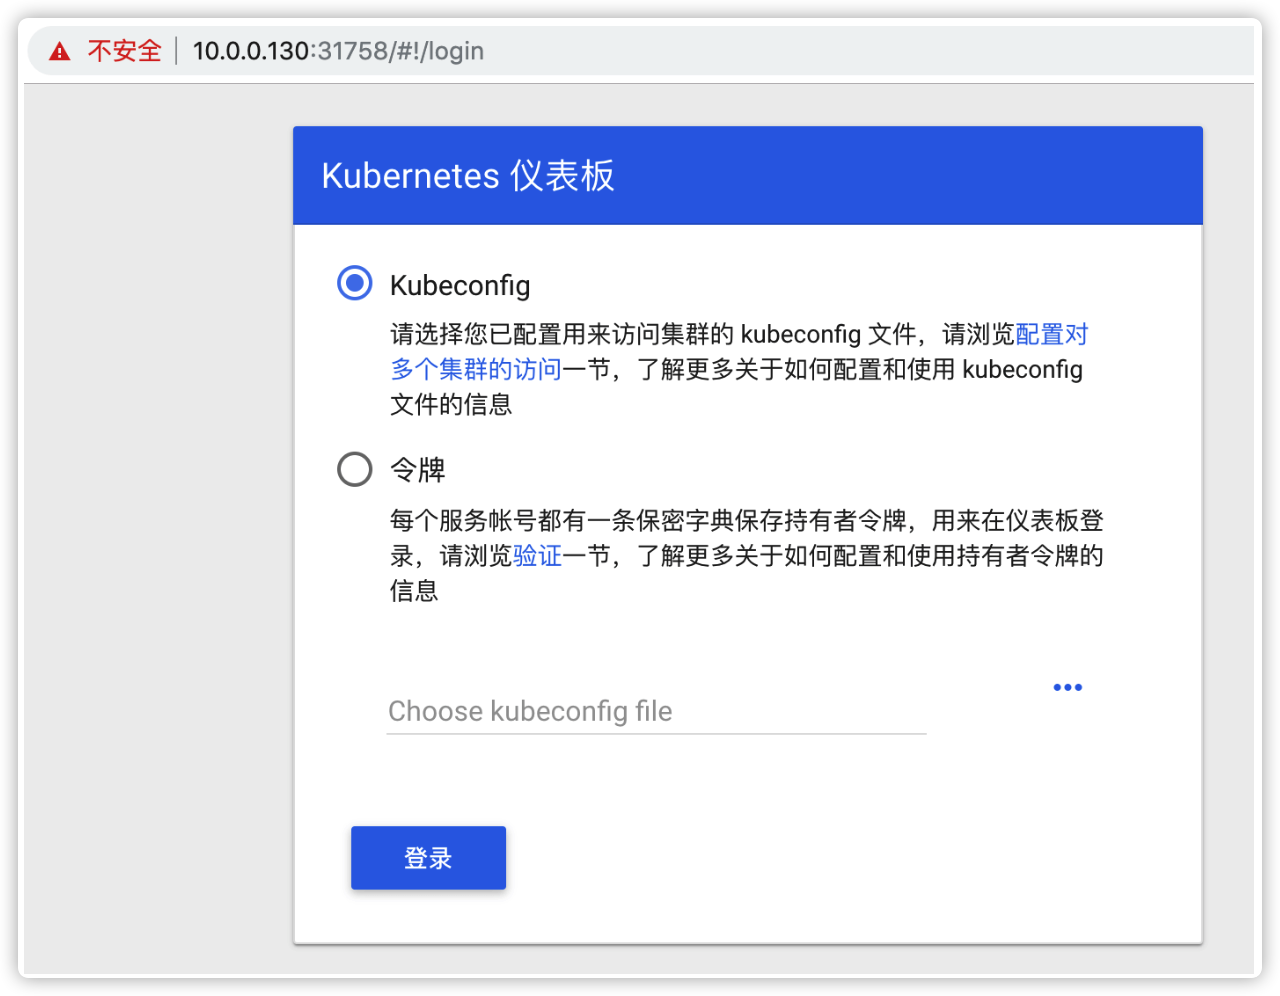 不安全 10.0.0.130:31758/#!/login
Kubernetes 仪表板
Kubeconfig
请选择您已配置用来访问集群的 kubeconfig 文件，请浏览配置对
多个集群的访问一节，了解更多关于如何配置和使用 kubeconfig
文件的信息
令牌
每个服务帐号都有一条保密字典保存持有者令牌，用来在仪表板登
录，请浏览验证一节，了解更多关于如何配置和使用持有者令牌的
信息
Choose kubeconfig file
登录